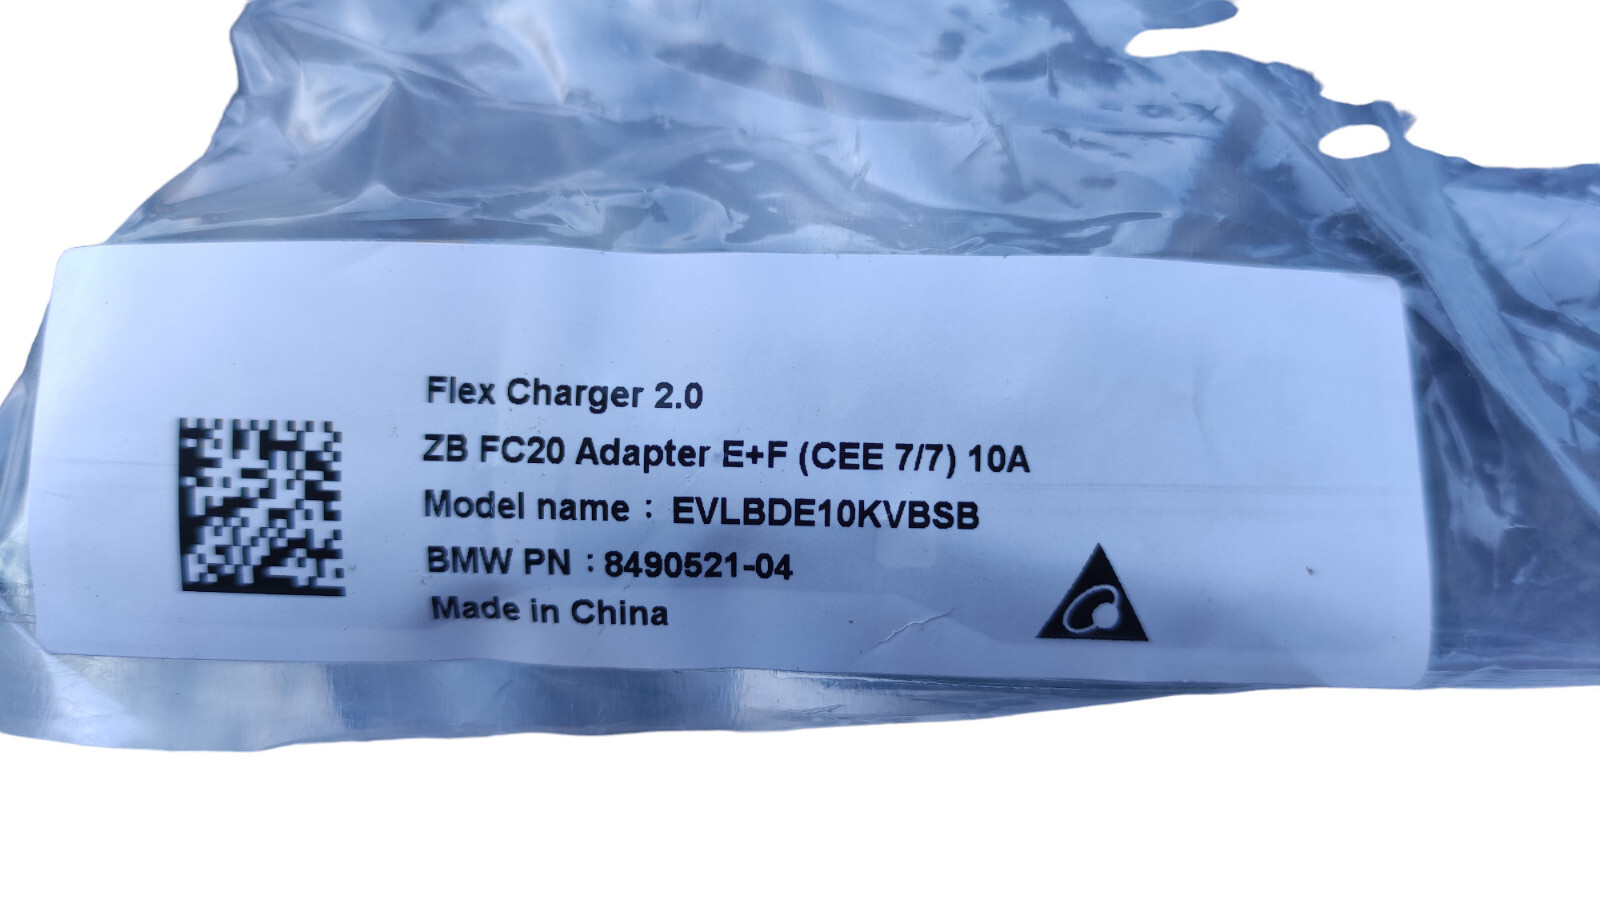 Flex Charger 2.0
ZB FC20 Adapter E+F (CEE 7/7) 10A
Model name : EVLBDE10KVBSB
BMW PN : 8490521-04
Made in China